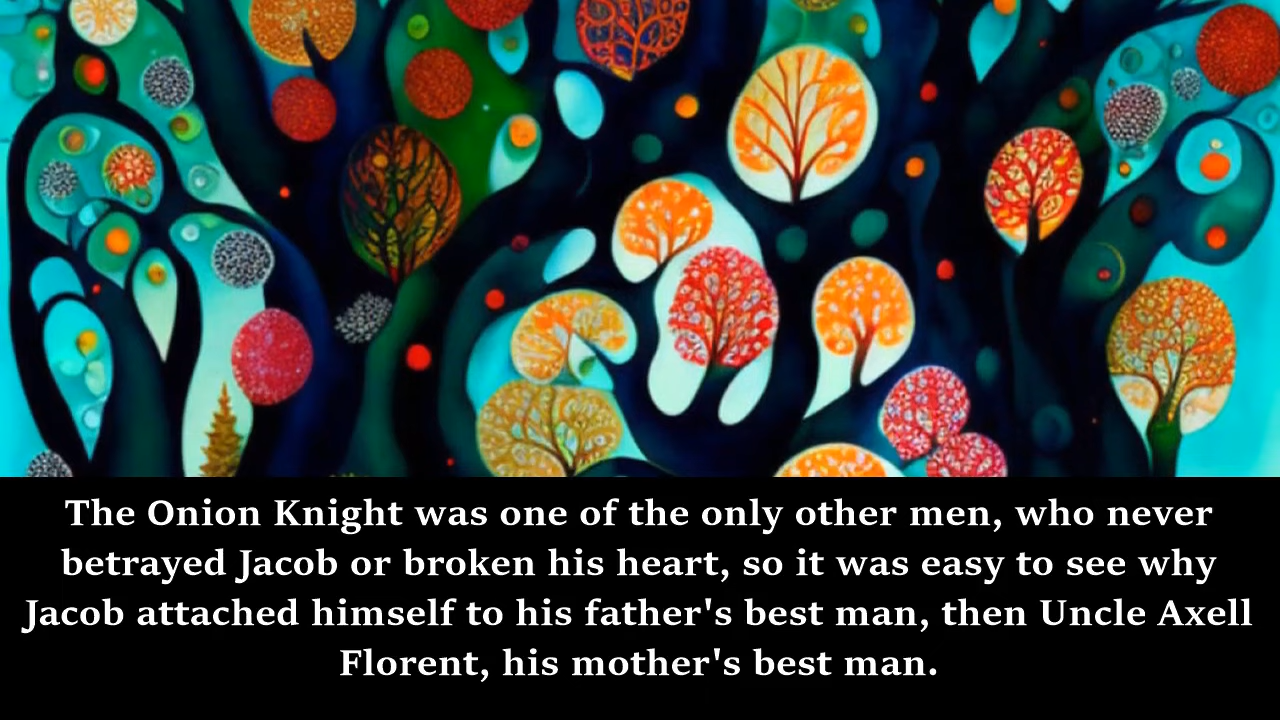 The Onion Knight was one of the only other men, who never
betrayed Jacob or broken his heart, so it was easy to see why
Jacob attached himself to his father's best man, then Uncle Axell
Florent, his mother's best man.